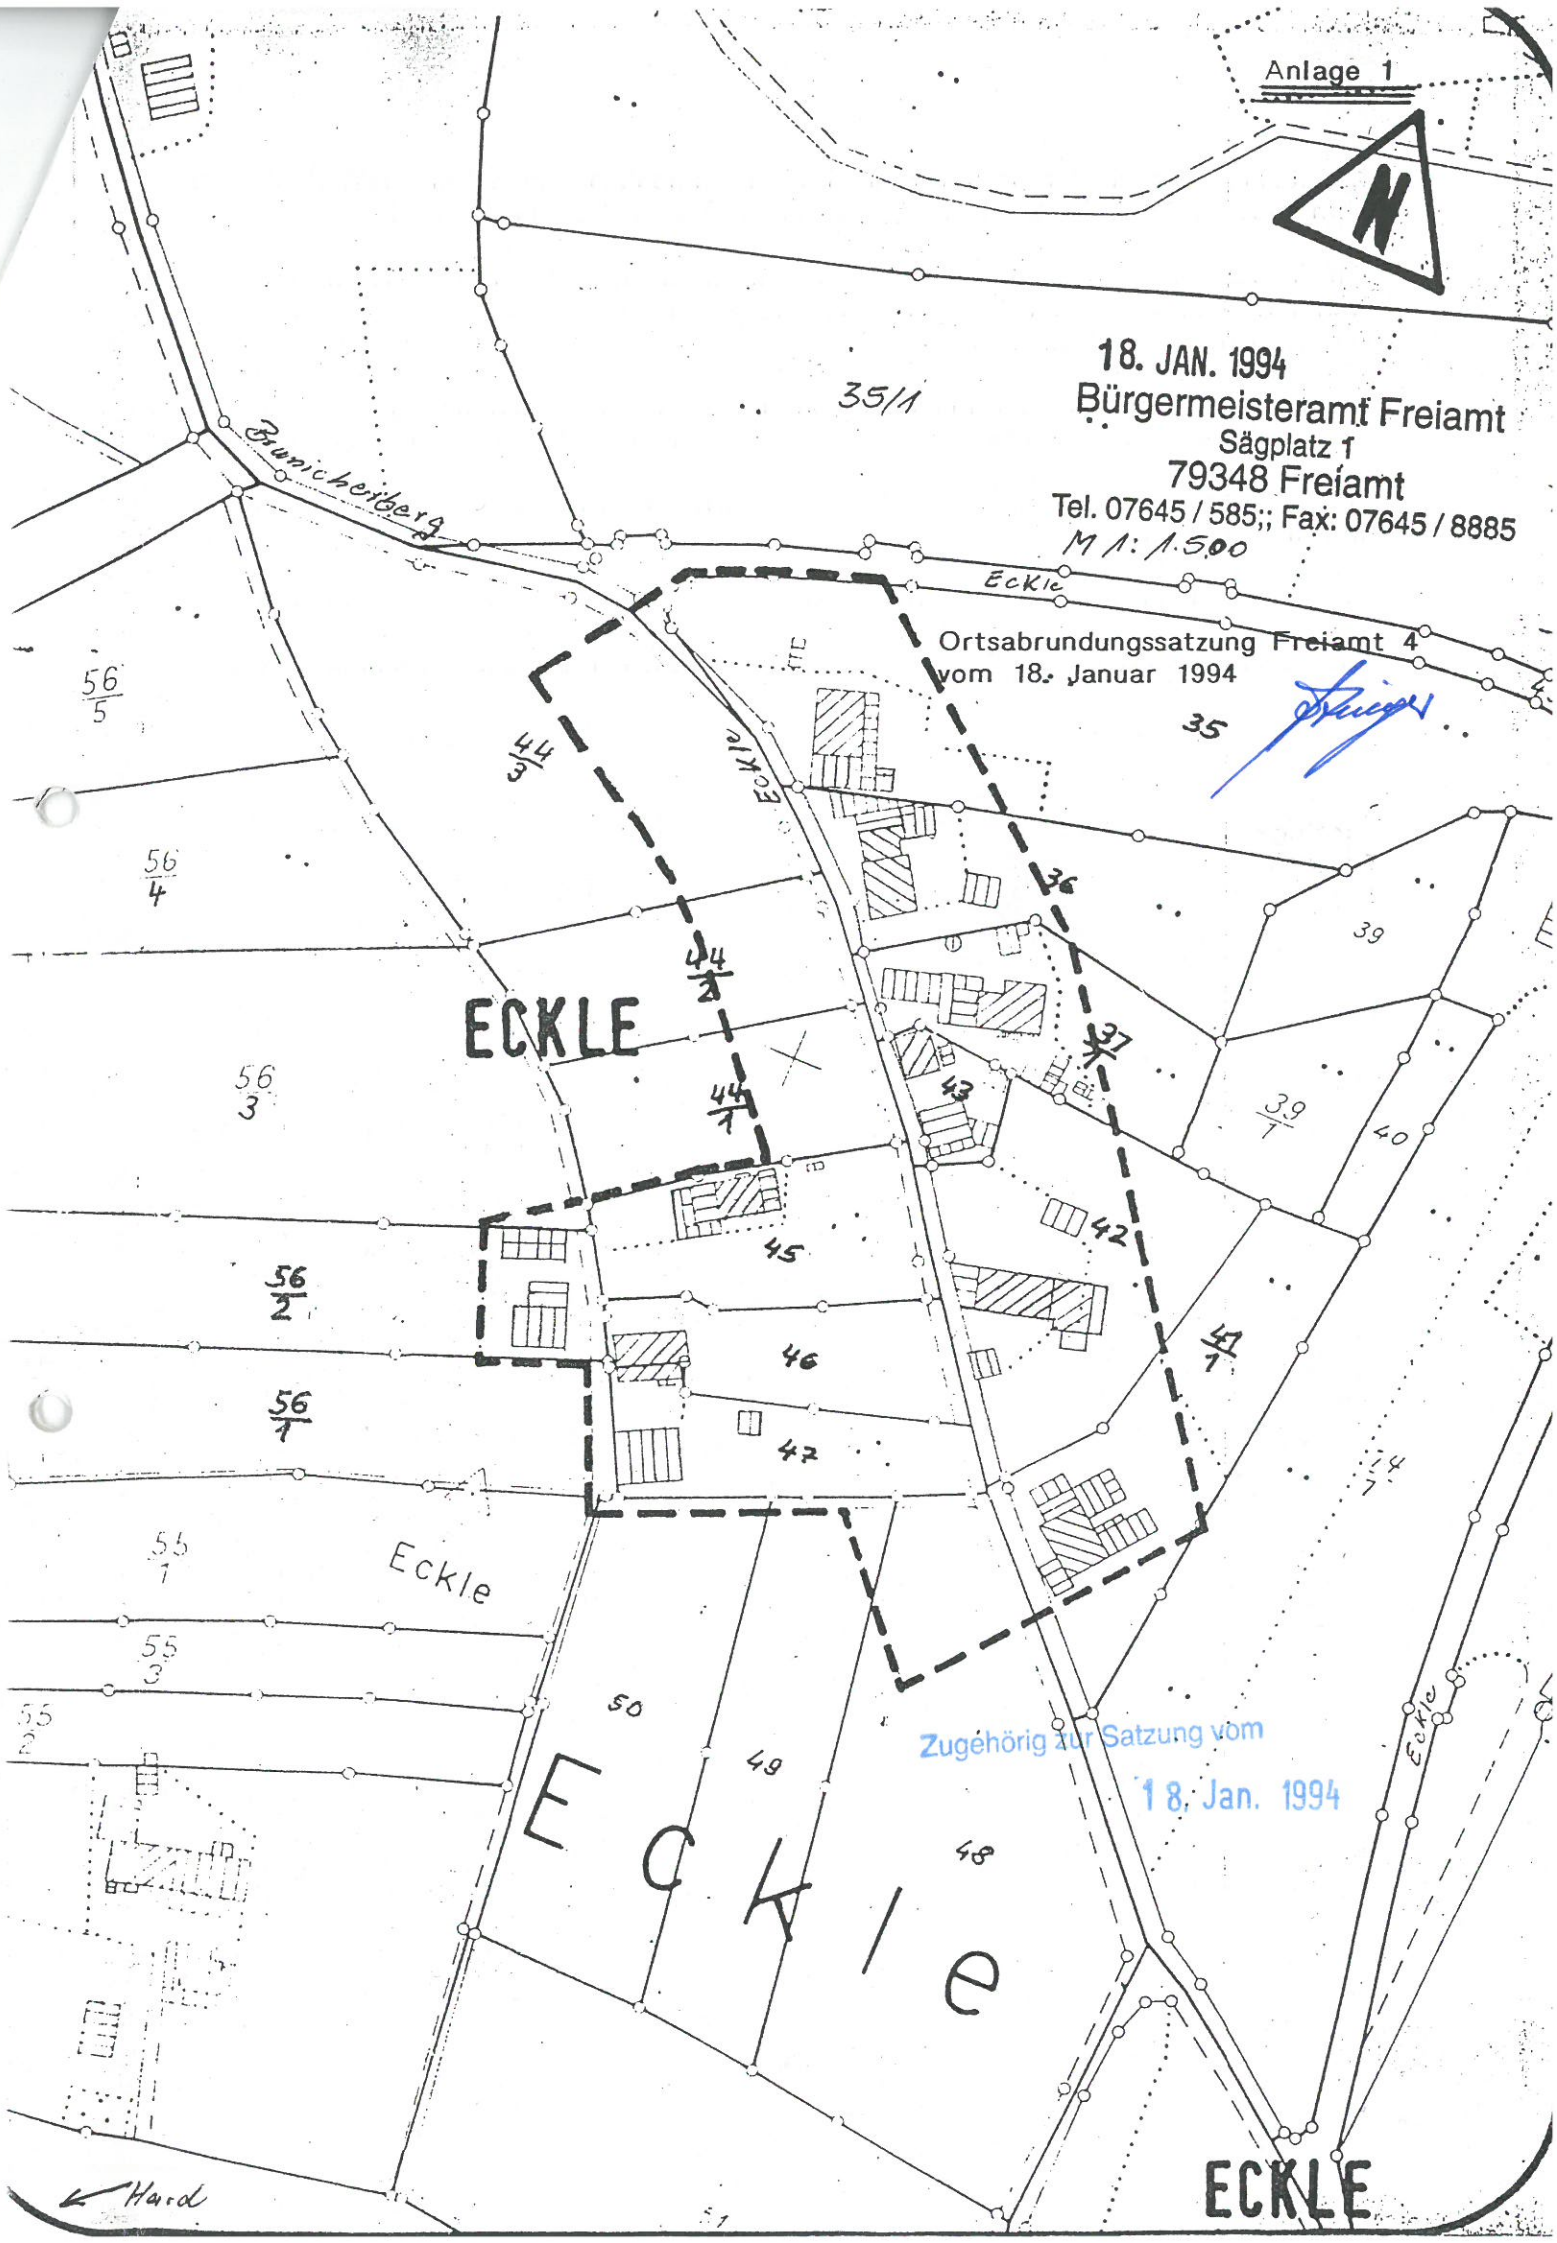 Anlage 1
N
18. JAN. 1994
Bürgermeisteramt Freiamt
Sägplatz 1
79348 Freiamt
Tel. 07645 / 585;; Fax: 07645 / 8885
M 1: 1.500
35/1
Eckle
Ortsabrundungssatzung Freiamt 4
vom 18. Januar 1994
35
56/5
44/3
Eckle
56/4
36
39
44/2
ECKLE
37
56/3
44/1
43
39/1
40
42
45
56/2
46
41/1
56/1
47
55/1
Eckle
55/3
50
55/2
49
Eckle
Zugehörig zur Satzung vom
18. Jan. 1994
48
Eckle
Hard
51
ECKLE